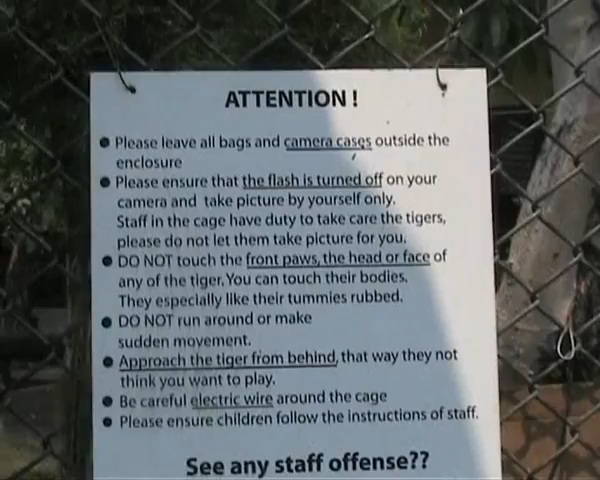 ATTENTION !
● Please leave all bags and camera cases outside the
enclosure
● Please ensure that the flash is turned off on your
camera and take picture by yourself only.
Staff in the cage have duty to take care the tigers,
please do not let them take picture for you.
● DO NOT touch the front paws, the head or face of
any of the tiger. You can touch their bodies.
They especially like their tummies rubbed.
● DO NOT run around or make
sudden movement.
● Approach the tiger from behind, that way they not
think you want to play.
● Be careful electric wire around the cage
● Please ensure children follow the instructions of staff.
See any staff offense??